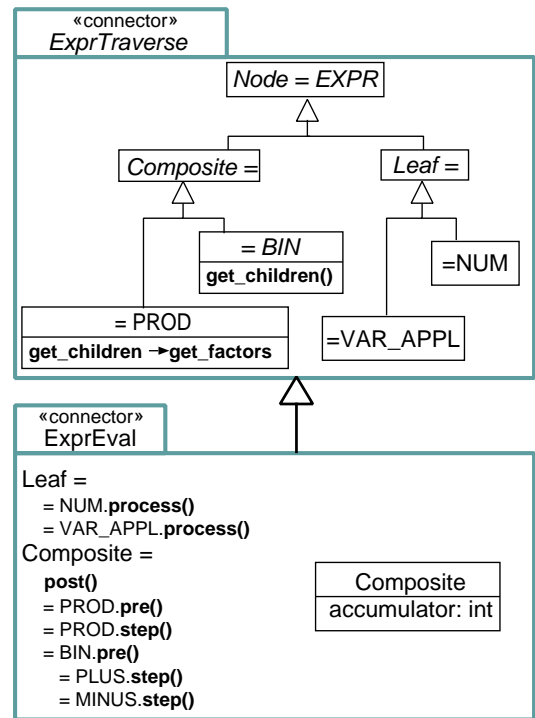 «connector»
ExprTraverse
Node = EXPR
Composite =
Leaf =
= BIN
get_children()
=NUM
= PROD
get_children → get_factors
=VAR_APPL
«connector»
ExprEval
Leaf =
= NUM.process()
= VAR_APPL.process()
Composite =
post()
= PROD.pre()
= PROD.step()
= BIN.pre()
= PLUS.step()
= MINUS.step()
Composite
accumulator: int